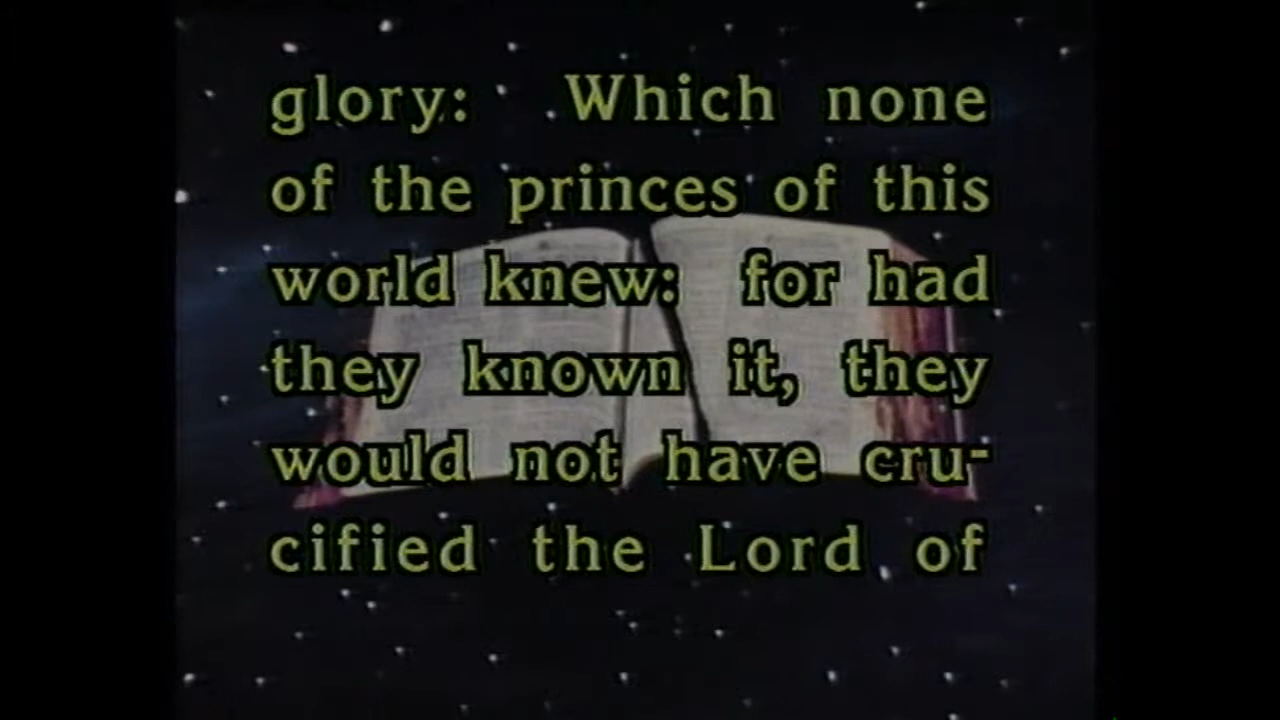 glory: Which none
of the princes of this
world knew: for had
they known it, they
would not have cru-
cified the Lord of